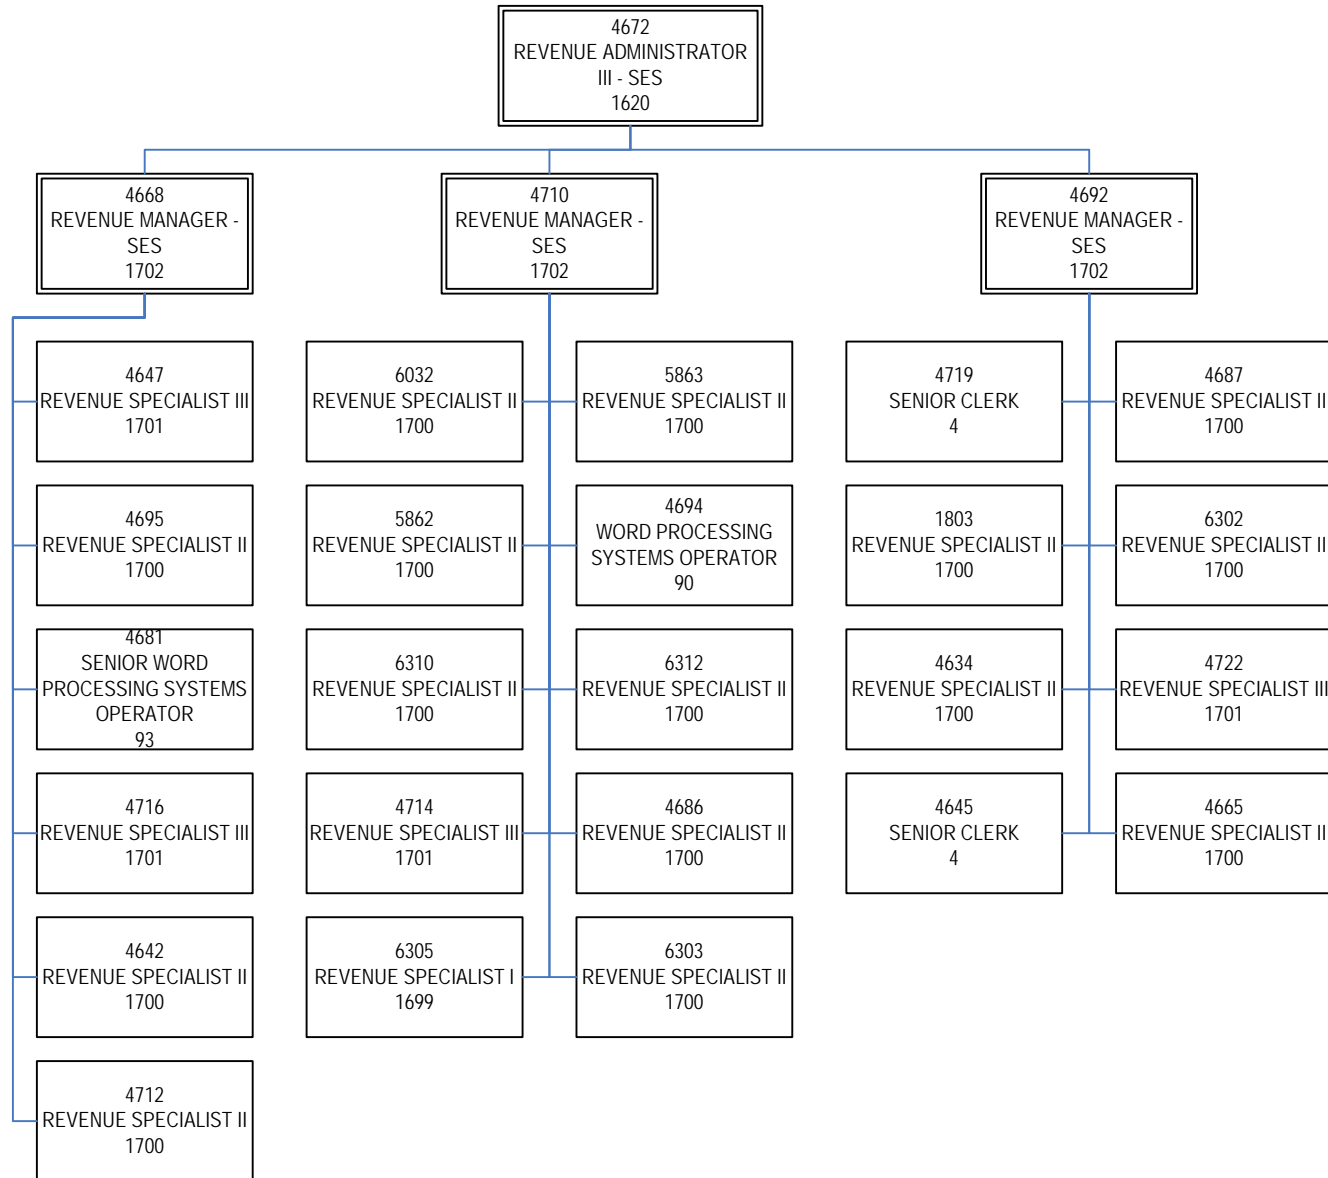 4672
REVENUE ADMINISTRATOR
III - SES
1620
4668
REVENUE MANAGER -
SES
1702
4710
REVENUE MANAGER -
SES
1702
4692
REVENUE MANAGER -
SES
1702
4647
REVENUE SPECIALIST III
1701
6032
REVENUE SPECIALIST II
1700
5863
REVENUE SPECIALIST II
1700
4719
SENIOR CLERK
4
4687
REVENUE SPECIALIST II
1700
4695
REVENUE SPECIALIST II
1700
5862
REVENUE SPECIALIST II
1700
4694
WORD PROCESSING
SYSTEMS OPERATOR
90
1803
REVENUE SPECIALIST II
1700
6302
REVENUE SPECIALIST II
1700
4681
SENIOR WORD
PROCESSING SYSTEMS
OPERATOR
93
6310
REVENUE SPECIALIST II
1700
6312
REVENUE SPECIALIST II
1700
4634
REVENUE SPECIALIST II
1700
4722
REVENUE SPECIALIST III
1701
4716
REVENUE SPECIALIST III
1701
4714
REVENUE SPECIALIST III
1701
4686
REVENUE SPECIALIST II
1700
4645
SENIOR CLERK
4
4665
REVENUE SPECIALIST II
1700
4642
REVENUE SPECIALIST II
1700
6305
REVENUE SPECIALIST I
1699
6303
REVENUE SPECIALIST II
1700
4712
REVENUE SPECIALIST II
1700